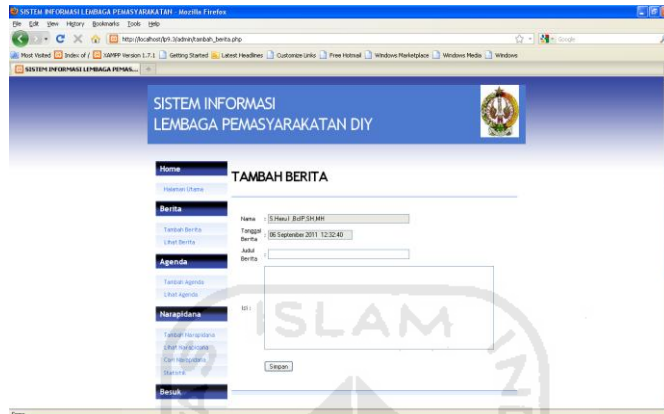 SISTEM INFORMASI LEMBAGA PEMASYARAKATAN - Mozilla Firefox
File Edit View History Bookmarks Tools Help
http://localhost/lp9.3/admin/tambah_berita.php
Google
Most Visited Index of / XAMPP Version 1.7.1 Getting Started Latest Headlines Customize Links Free Hotmail Windows Marketplace Windows Media Windows
SISTEM INFORMASI LEMBAGA PEMAS...
SISTEM INFORMASI
LEMBAGA PEMASYARAKATAN DIY
Home
Halaman Utama
Berita
Tambah Berita
Lihat Berita
Agenda
Tambah Agenda
Lihat Agenda
Narapidana
Tambah Narapidana
Lihat Narapidana
Cari Narapidana
Statistik
Besuk
TAMBAH BERITA
Nama :
Tanggal Berita : 06 September 2011 12:32:40
Judul Berita :
Isi :
Simpan
ISLAM